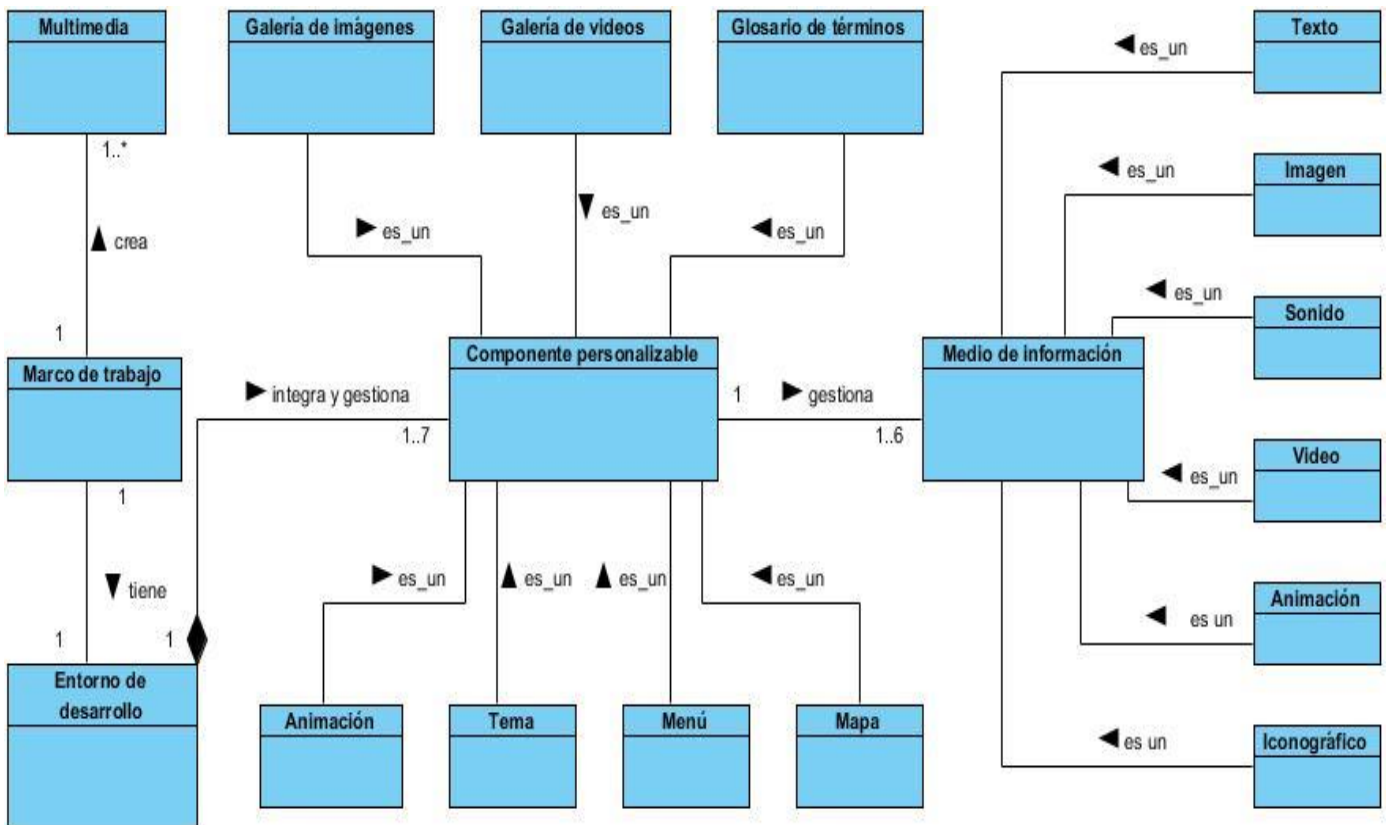 Multimedia
Galería de imágenes
Galería de videos
Glosario de términos
Texto
es_un
1..*
Imagen
es_un
crea
es_un
es_un
es_un
Sonido
es_un
1
Marco de trabajo
Componente personalizable
Medio de información
integra y gestiona
1
gestiona
1..7
1..6
Video
es_un
1
tiene
es_un
es_un
es_un
es_un
Animación
es un
1
1
Entorno de
desarrollo
Animación
Tema
Menú
Mapa
Iconográfico
es un